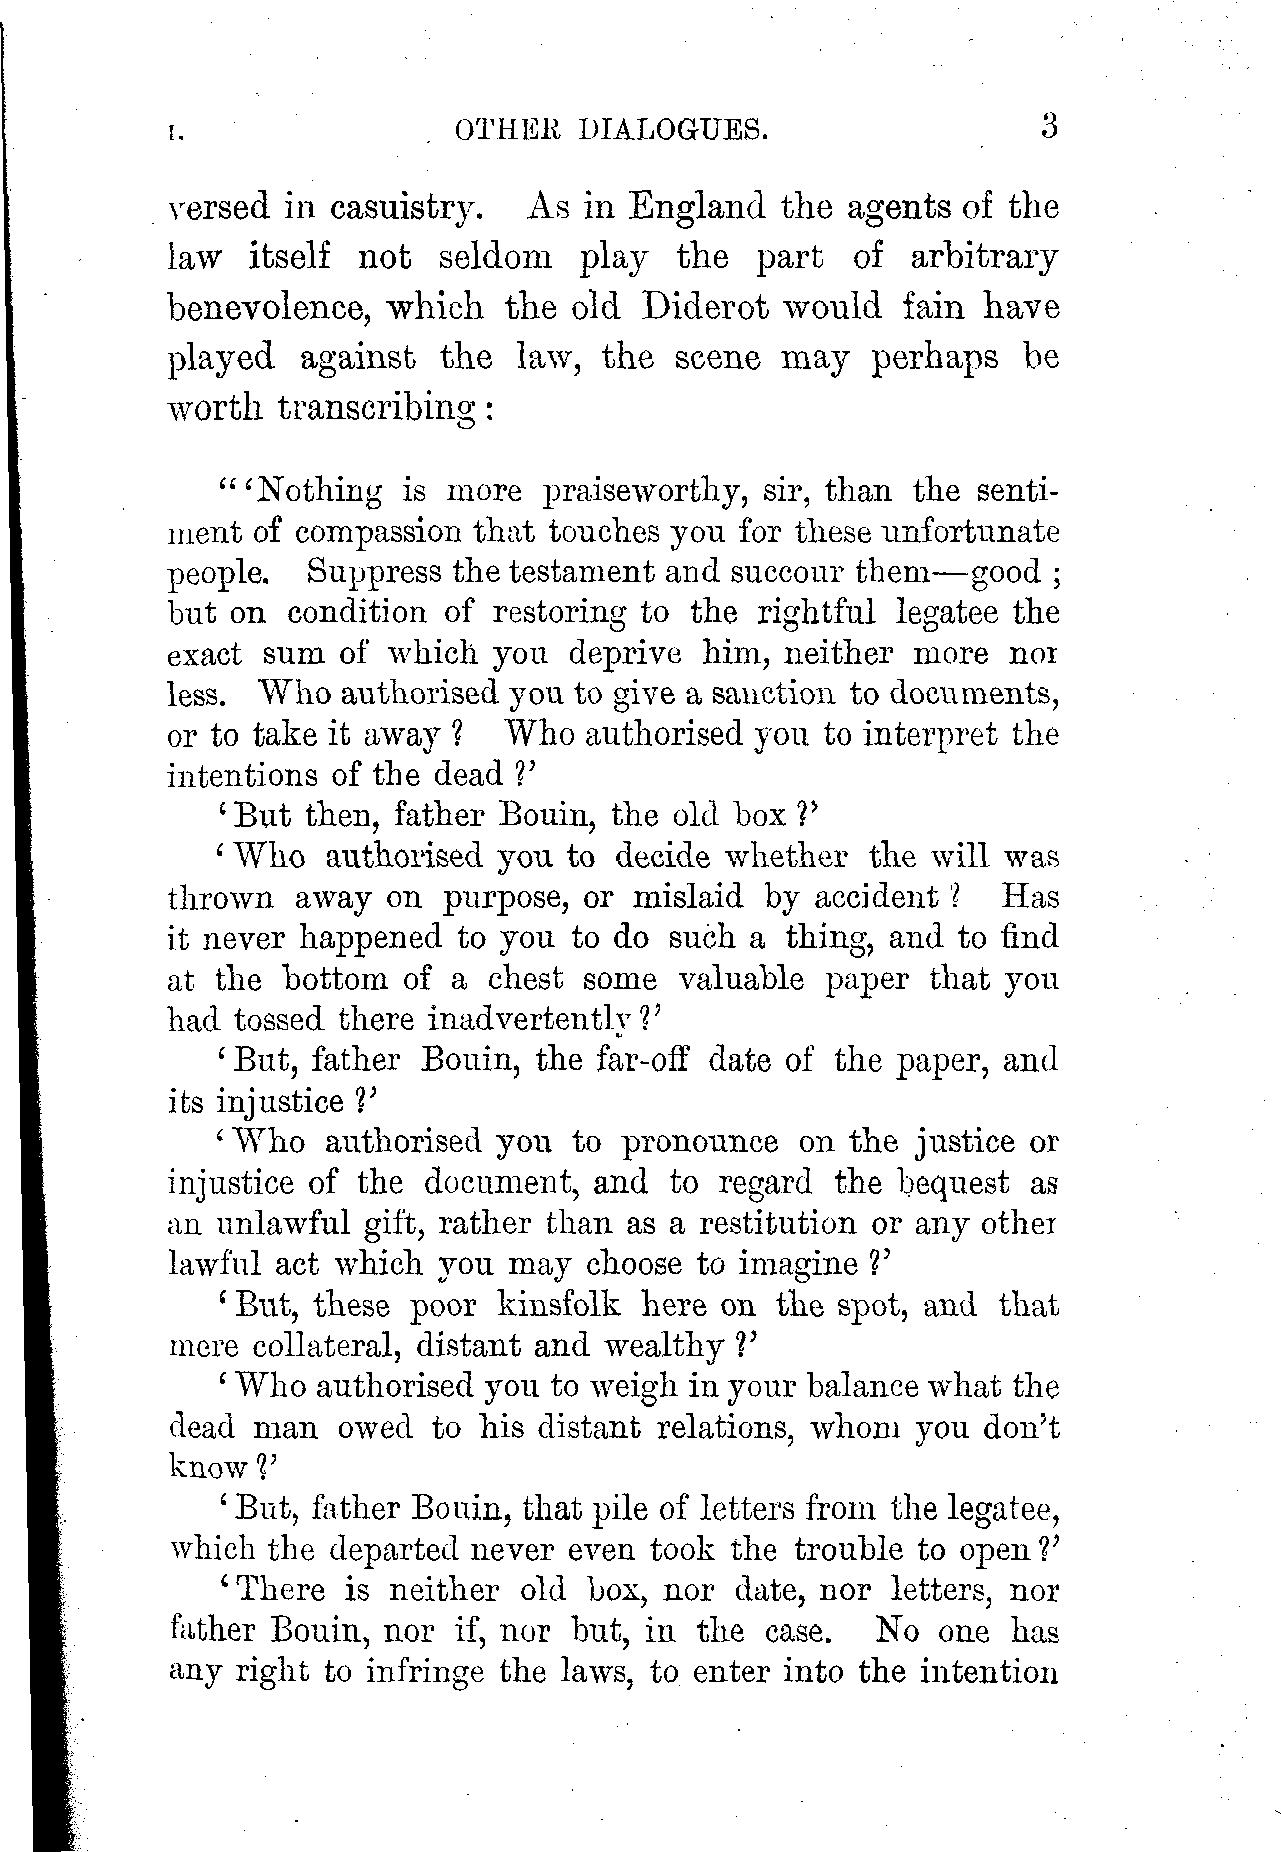 I. OTHER DIALOGUES. 3
versed in casuistry. As in England the agents of the
law itself not seldom play the part of arbitrary
benevolence, which the old Diderot would fain have
played against the law, the scene may perhaps be
worth transcribing :
"'Nothing is more praiseworthy, sir, than the senti-
ment of compassion that touches you for these unfortunate
people. Suppress the testament and succour them—good ;
but on condition of restoring to the rightful legatee the
exact sum of which you deprive him, neither more nor
less. Who authorised you to give a sanction to documents,
or to take it away ? Who authorised you to interpret the
intentions of the dead ?'
'But then, father Bouin, the old box ?'
'Who authorised you to decide whether the will was
thrown away on purpose, or mislaid by accident ? Has
it never happened to you to do such a thing, and to find
at the bottom of a chest some valuable paper that you
had tossed there inadvertently ?'
'But, father Bouin, the far-off date of the paper, and
its injustice ?'
'Who authorised you to pronounce on the justice or
injustice of the document, and to regard the bequest as
an unlawful gift, rather than as a restitution or any other
lawful act which you may choose to imagine ?'
'But, these poor kinsfolk here on the spot, and that
mere collateral, distant and wealthy ?'
'Who authorised you to weigh in your balance what the
dead man owed to his distant relations, whom you don't
know ?'
'But, father Bouin, that pile of letters from the legatee,
which the departed never even took the trouble to open ?'
'There is neither old box, nor date, nor letters, nor
father Bouin, nor if, nor but, in the case. No one has
any right to infringe the laws, to enter into the intention